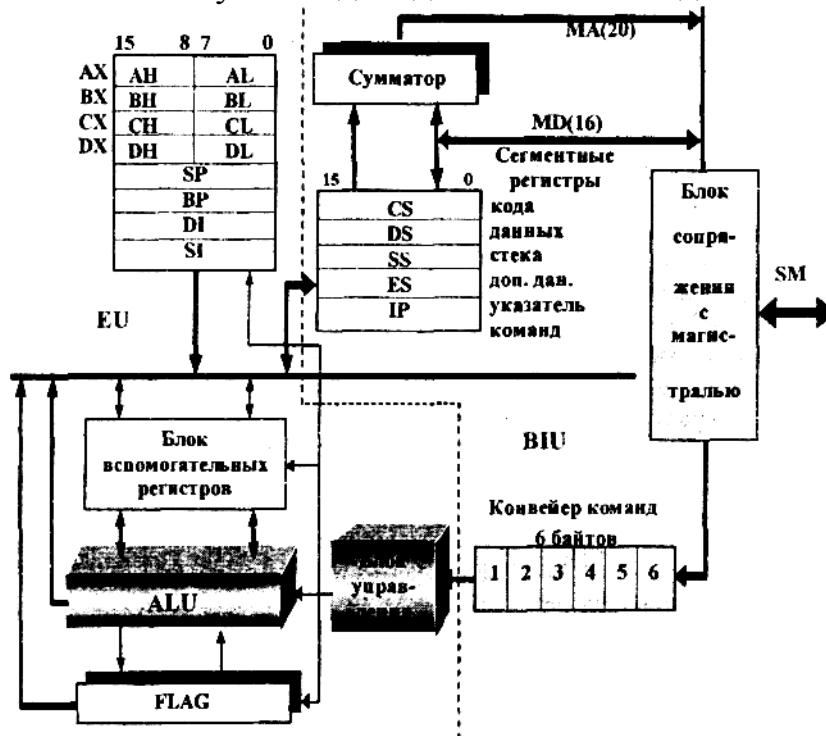 MA(20)
15 8 7 0
AX AH AL
BX BH BL
CX CH CL
DX DH DL
SP
BP
DI
SI
EU
Сумматор
MD(16)
Сегментные
регистры
15 0
CS кода
DS данных
SS стека
ES доп. дан.
IP указатель
команд
Блок
сопря-
жения
с
магис-
тралью
SM
Блок
вспомогательных
регистров
BIU
Конвейер команд
6 байтов
1 2 3 4 5 6
управ-
ALU
FLAG